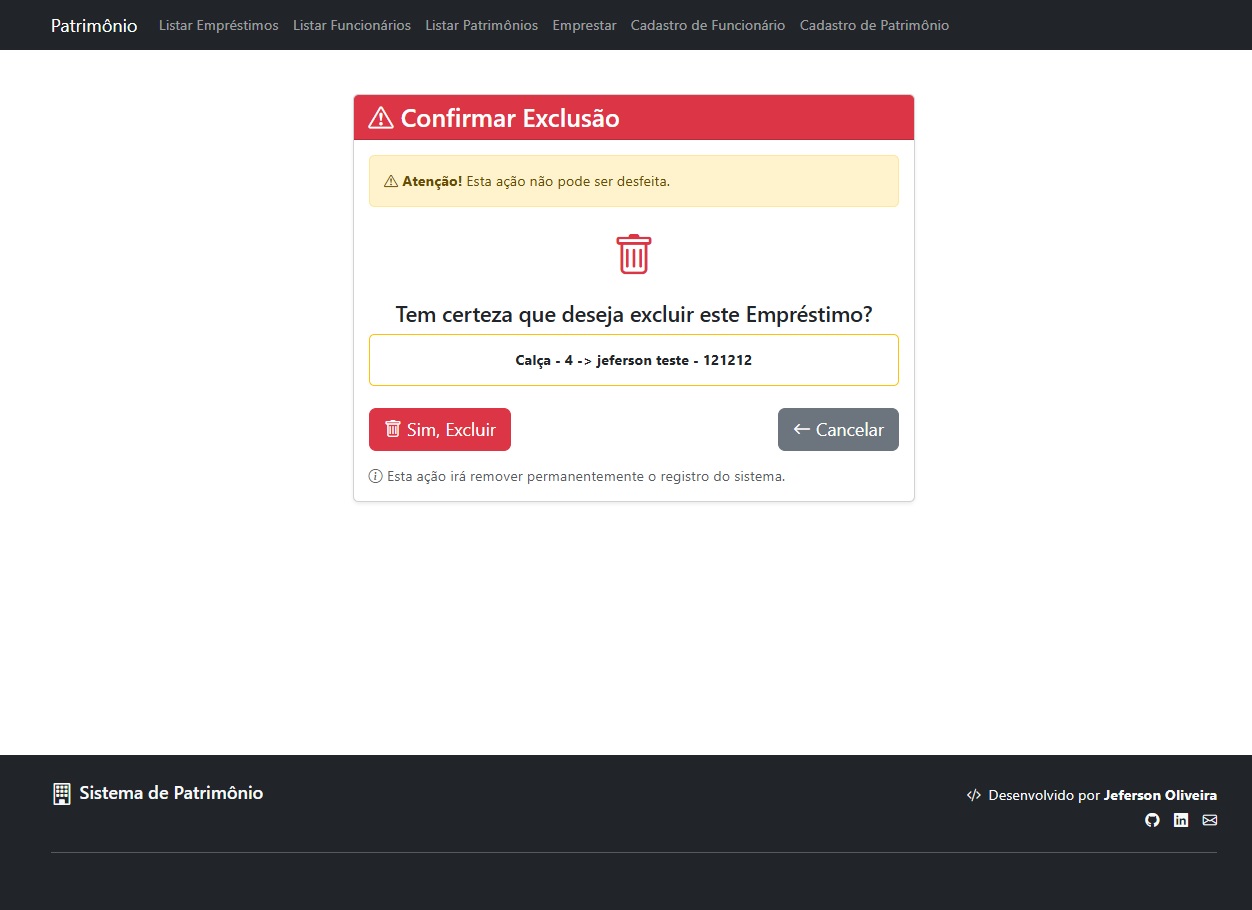 Patrimônio Listar Empréstimos Listar Funcionários Listar Patrimônios Emprestar Cadastro de Funcionário Cadastro de Patrimônio
Confirmar Exclusão
Atenção! Esta ação não pode ser desfeita.
Tem certeza que deseja excluir este Empréstimo?
Calça - 4 -> jeferson teste - 121212
Sim, Excluir
Cancelar
Esta ação irá remover permanentemente o registro do sistema.
Sistema de Patrimônio
Desenvolvido por Jeferson Oliveira